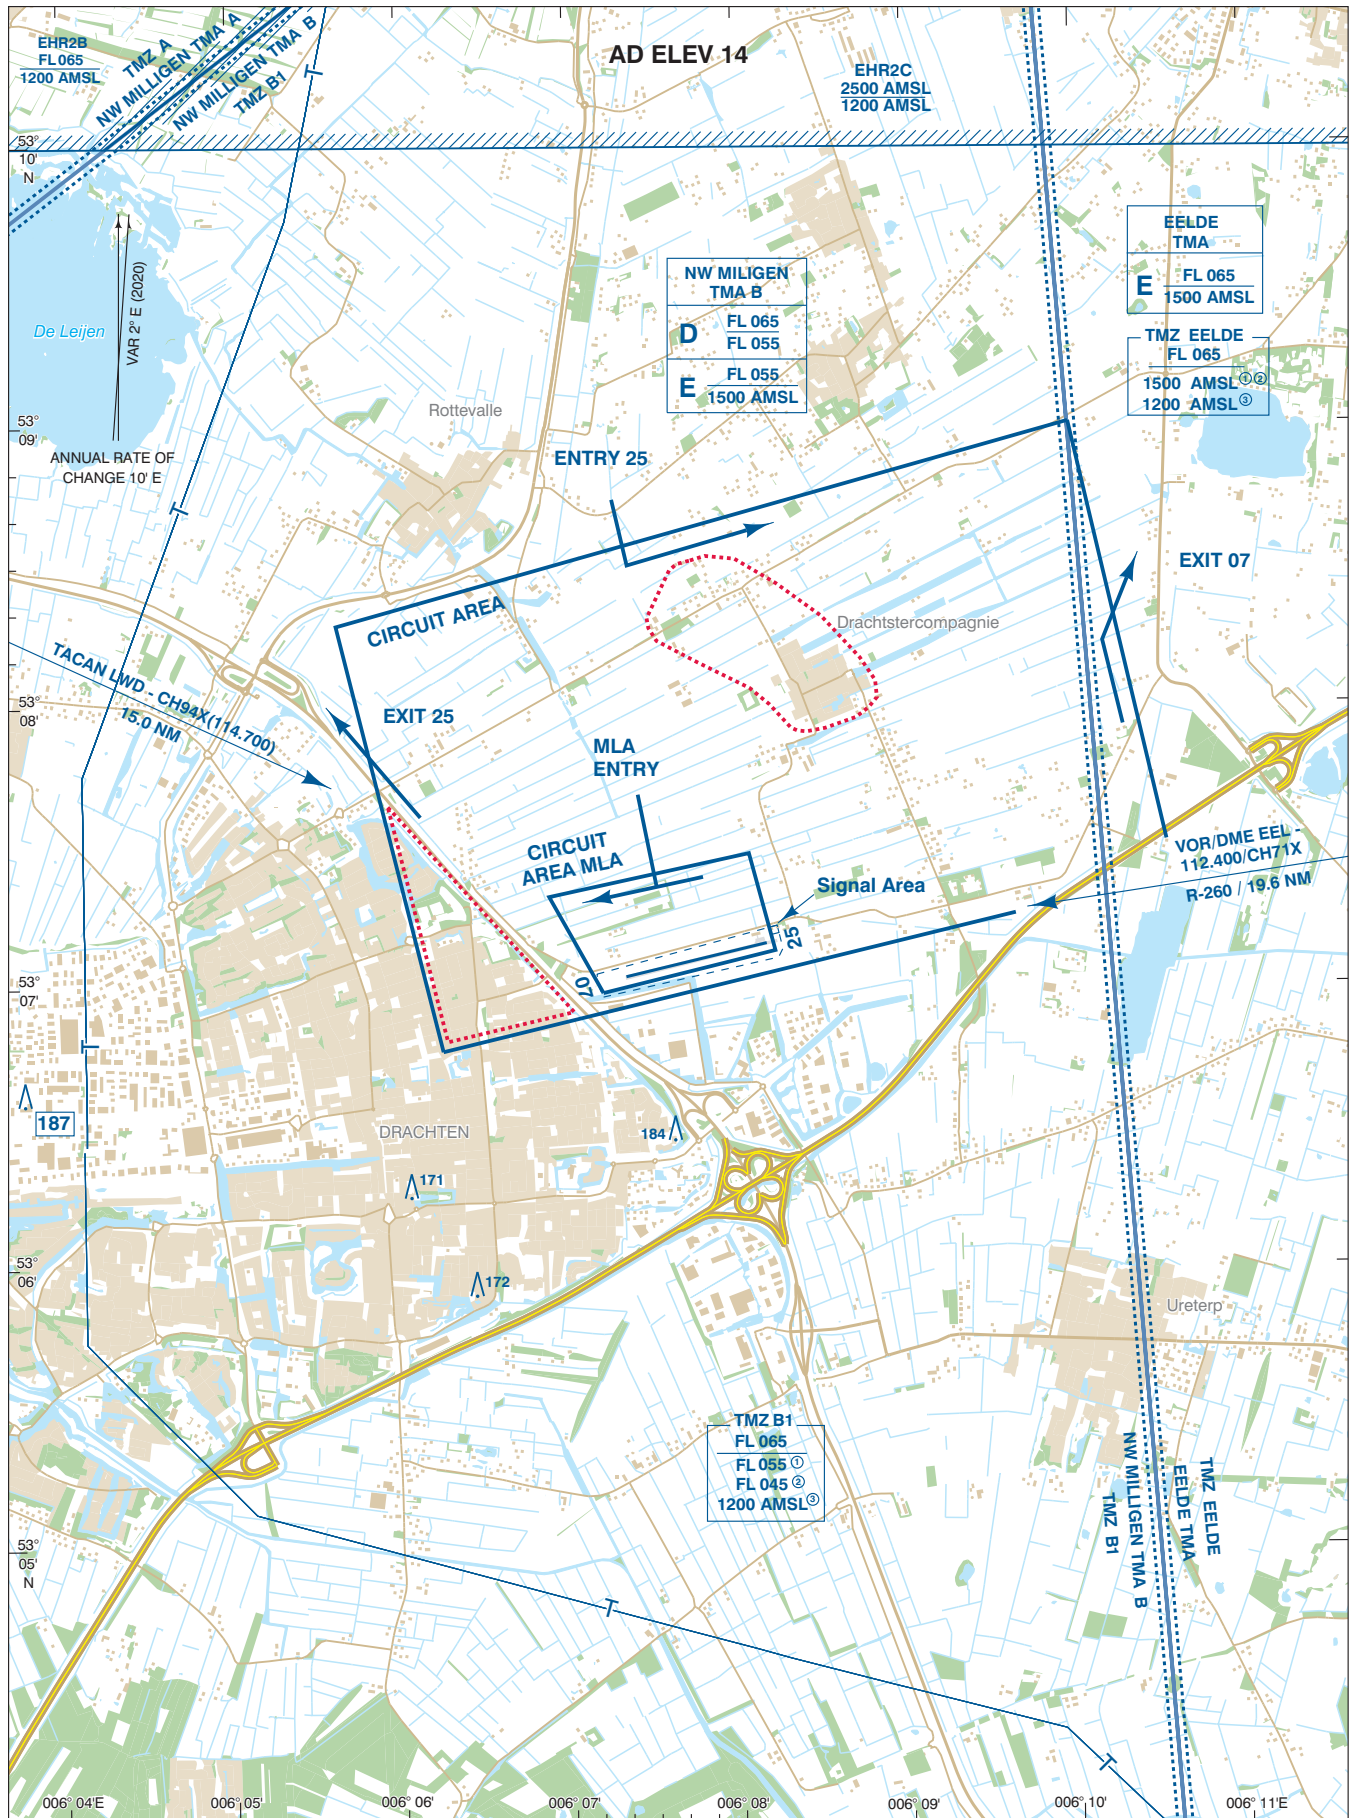 AD ELEV 14
EHR2B
FL 065
1200 AMSL
TMZ A
NW MILLIGEN TMA A
NW MILLIGEN TMA B
TMZ B1
T
EHR2C
2500 AMSL
1200 AMSL
53°
10'
N
EELDE
TMA
E
FL 065
1500 AMSL
NW MILIGEN
TMA B
D
FL 065
FL 055
E
FL 055
1500 AMSL
TMZ EELDE
FL 065
1500 AMSL ① ②
1200 AMSL ③
De Leijen
VAR 2° E (2020)
ANNUAL RATE OF
CHANGE 10' E
53°
09'
Rottevalle
ENTRY 25
T
EXIT 07
CIRCUIT AREA
Drachtstercompagnie
TACAN LWD - CH94X(114.700)
15.0 NM
53°
08'
EXIT 25
MLA
ENTRY
CIRCUIT
AREA MLA
Signal Area
VOR/DME EEL -
112.400/CH71X
R-260 / 19.6 NM
25
07
53°
07'
T
187
DRACHTEN
184
171
172
53°
06'
Ureterp
TMZ B1
FL 065
FL 055 ①
FL 045 ②
1200 AMSL ③
TMZ B1
NW MILLIGEN TMA B
EELDE TMA
TMZ EELDE
53°
05'
N
T
T
006° 04'E
006° 05'
006° 06'
006° 07'
006° 08'
006° 09'
006° 10'
006° 11'E